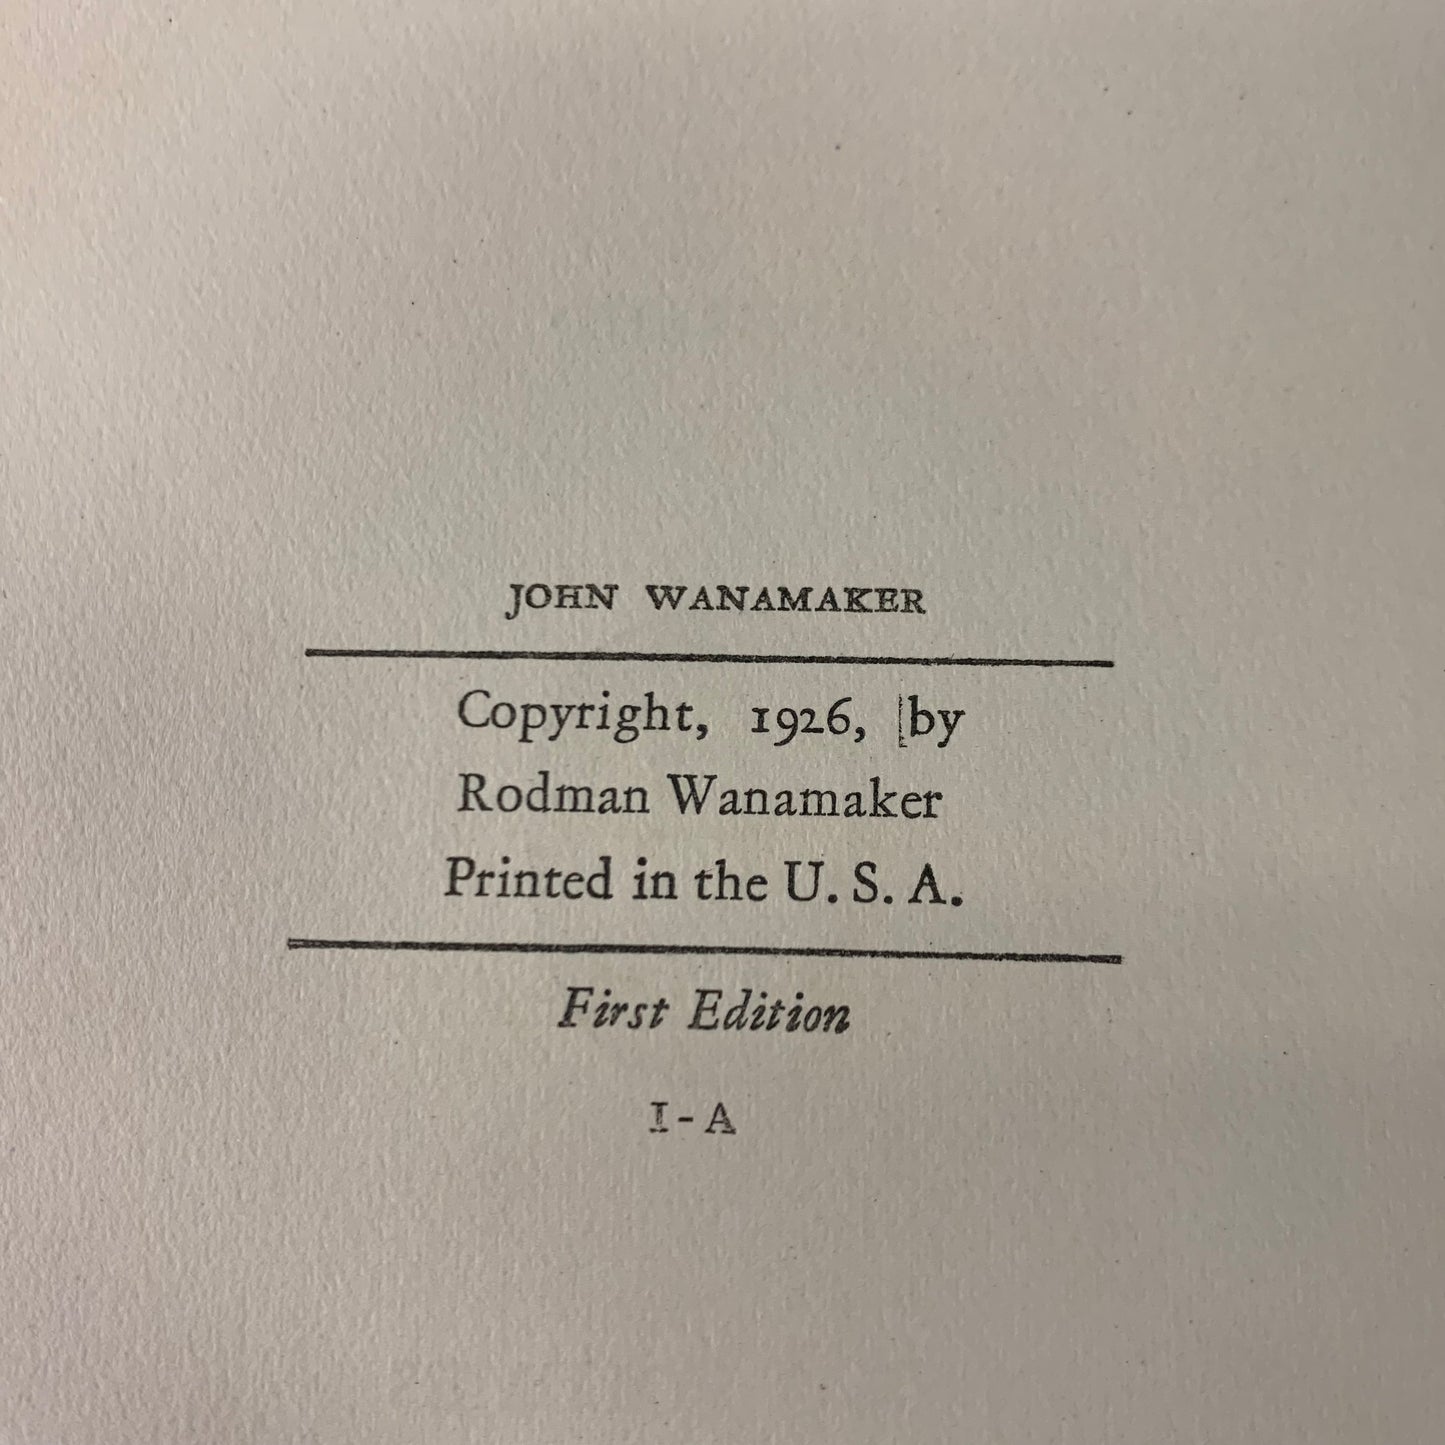 JOHN WANAMAKER
Copyright, 1926, by
Rodman Wanamaker
Printed in the U. S. A.
First Edition
I-A